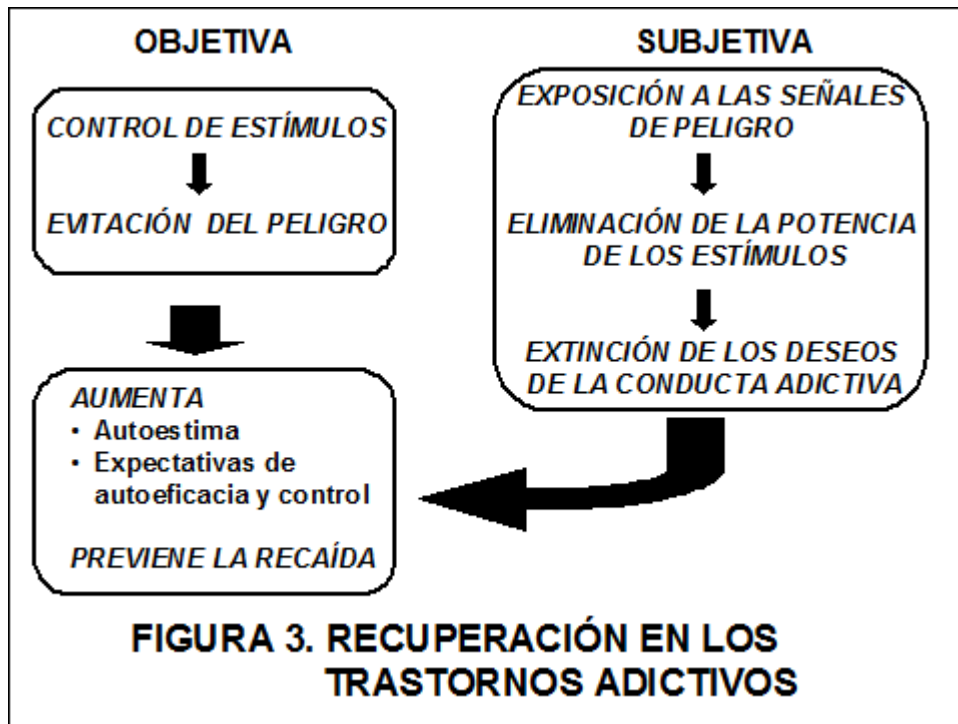 OBJETIVA
CONTROL DE ESTÍMULOS
EVITACIÓN DEL PELIGRO
SUBJETIVA
EXPOSICIÓN A LAS SEÑALES
DE PELIGRO
ELIMINACIÓN DE LA POTENCIA
DE LOS ESTÍMULOS
EXTINCIÓN DE LOS DESEOS
DE LA CONDUCTA ADICTIVA
AUMENTA
• Autoestima
• Expectativas de
autoeficacia y control
PREVIENE LA RECAÍDA
FIGURA 3. RECUPERACIÓN EN LOS
TRASTORNOS ADICTIVOS